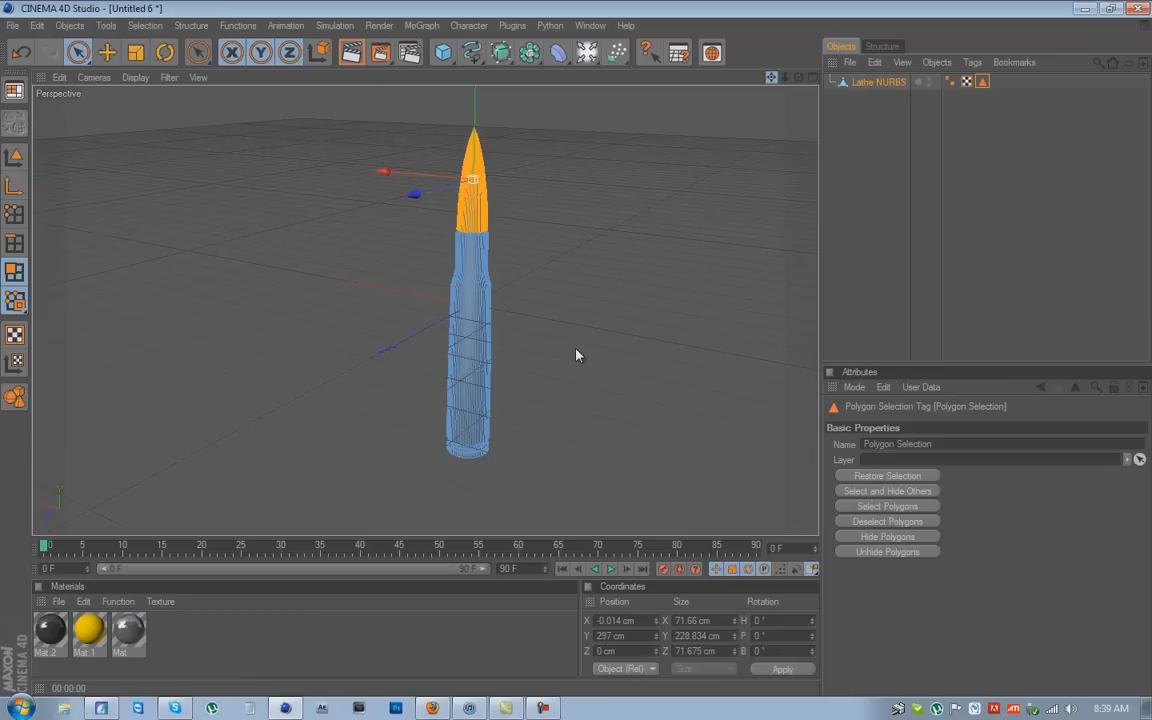 CINEMA 4D Studio - [Untitled 6 *]
File Edit Objects Tools Selection Structure Functions Animation Simulation Render MoGraph Character Plugins Python Window Help
Objects Structure
File Edit View Objects Tags Bookmarks
Lathe NURBS
Edit Cameras Display Filter View
Perspective
Y
Attributes
Mode Edit User Data
Polygon Selection Tag [Polygon Selection]
Basic Properties
Name Polygon Selection
Layer
Restore Selection
Select and Hide Others
Select Polygons
Deselect Polygons
Hide Polygons
Unhide Polygons
0 5 10 15 20 25 30 35 40 45 50 55 60 65 70 75 80 85 90 0 F
0 F 0 F 90 F 90 F
Materials
File Edit Function Texture
Mat.2 Mat.1 Mat
Coordinates
Position Size Rotation
X -0.014 cm X 71.66 cm H 0 °
Y 297 cm Y 228.834 cm P 0 °
Z 0 cm Z 71.675 cm B 0 °
Object (Rel) Size Apply
MAXON CINEMA 4D
00:00:00
8:39 AM